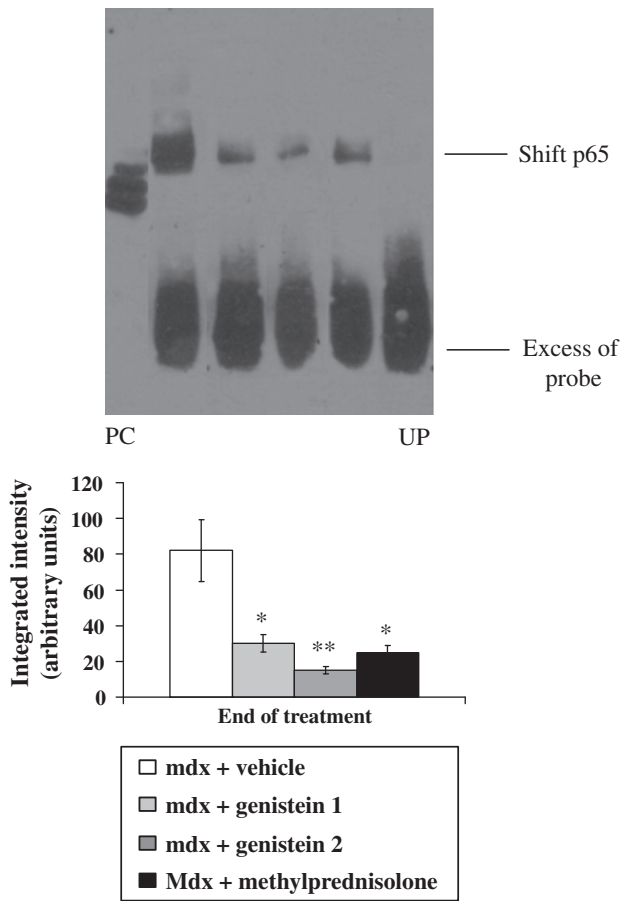 Shift p65
Excess of
probe
PC
UP
Integrated intensity
(arbitrary units)
120
100
80
60
40
20
0
*
**
*
End of treatment
mdx + vehicle
mdx + genistein 1
mdx + genistein 2
Mdx + methylprednisolone